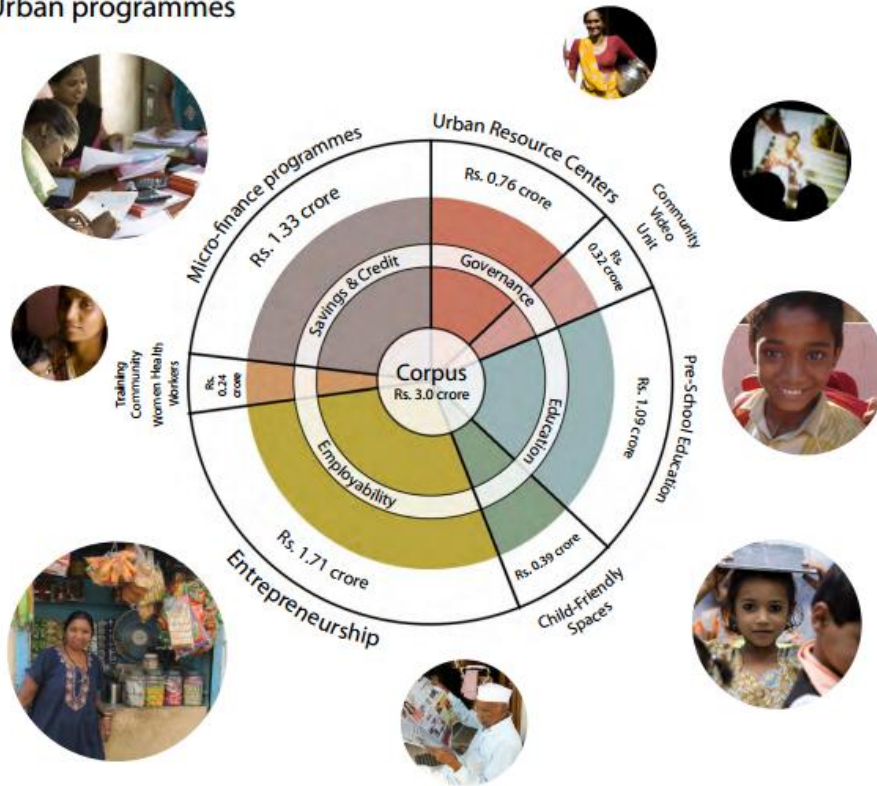 Urban programmes
Urban Resource Centers
Rs. 0.76 crore
Community
Video
Unit
Rs.
0.32 crore
Governance
Pre-School Education
Rs. 1.09 crore
Education
Child-Friendly
Spaces
Rs. 0.39 crore
Entrepreneurship
Rs. 1.71 crore
Employability
Training
Community
Women Health
Workers
Rs.
0.24
crore
Micro-finance programmes
Rs. 1.33 crore
Savings & Credit
Corpus
Rs. 3.0 crore